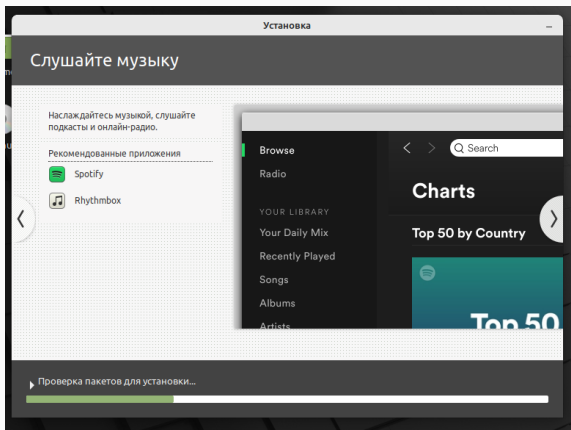 Установка
Слушайте музыку
Наслаждайтесь музыкой, слушайте
подкасты и онлайн-радио.
Рекомендованные приложения
Spotify
Rhythmbox
Browse
Radio
YOUR LIBRARY
Your Daily Mix
Recently Played
Songs
Albums
Artists
Search
Charts
Top 50 by Country
Top 50
Проверка пакетов для установки...